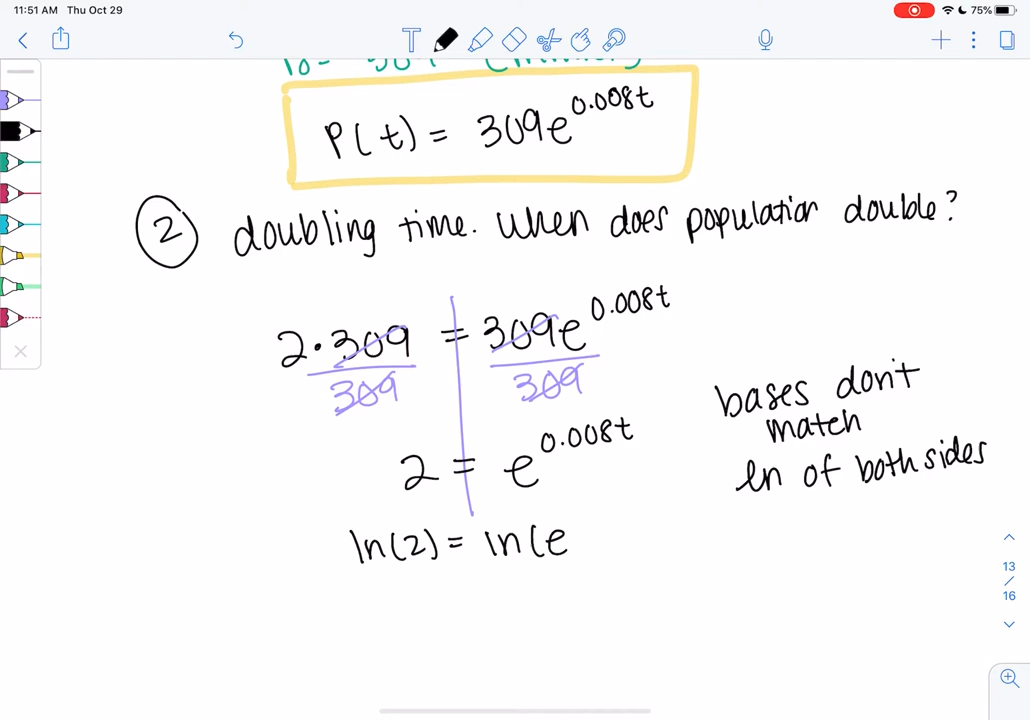 11:51 AM Thu Oct 29
75%
P(t) = 309e^0.008t
2 doubling time. When does population double?
2 · 309 = 309e^0.008t
309 309
2 = e^0.008t
bases don't
match
ln of both sides
ln(2) = ln(e
13
/
16